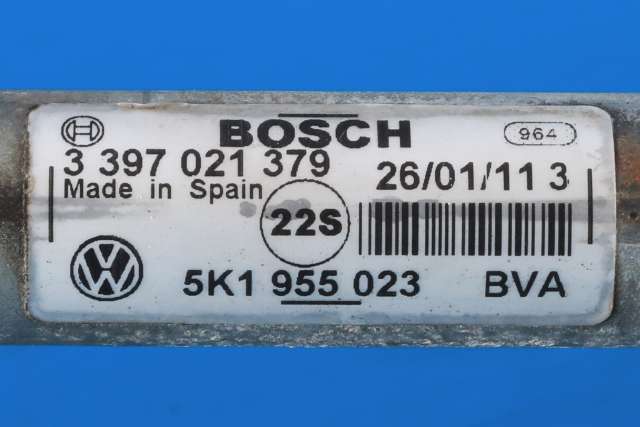 BOSCH
964
3 397 021 379
26/01/11 3
Made in Spain
22S
5K1 955 023
BVA